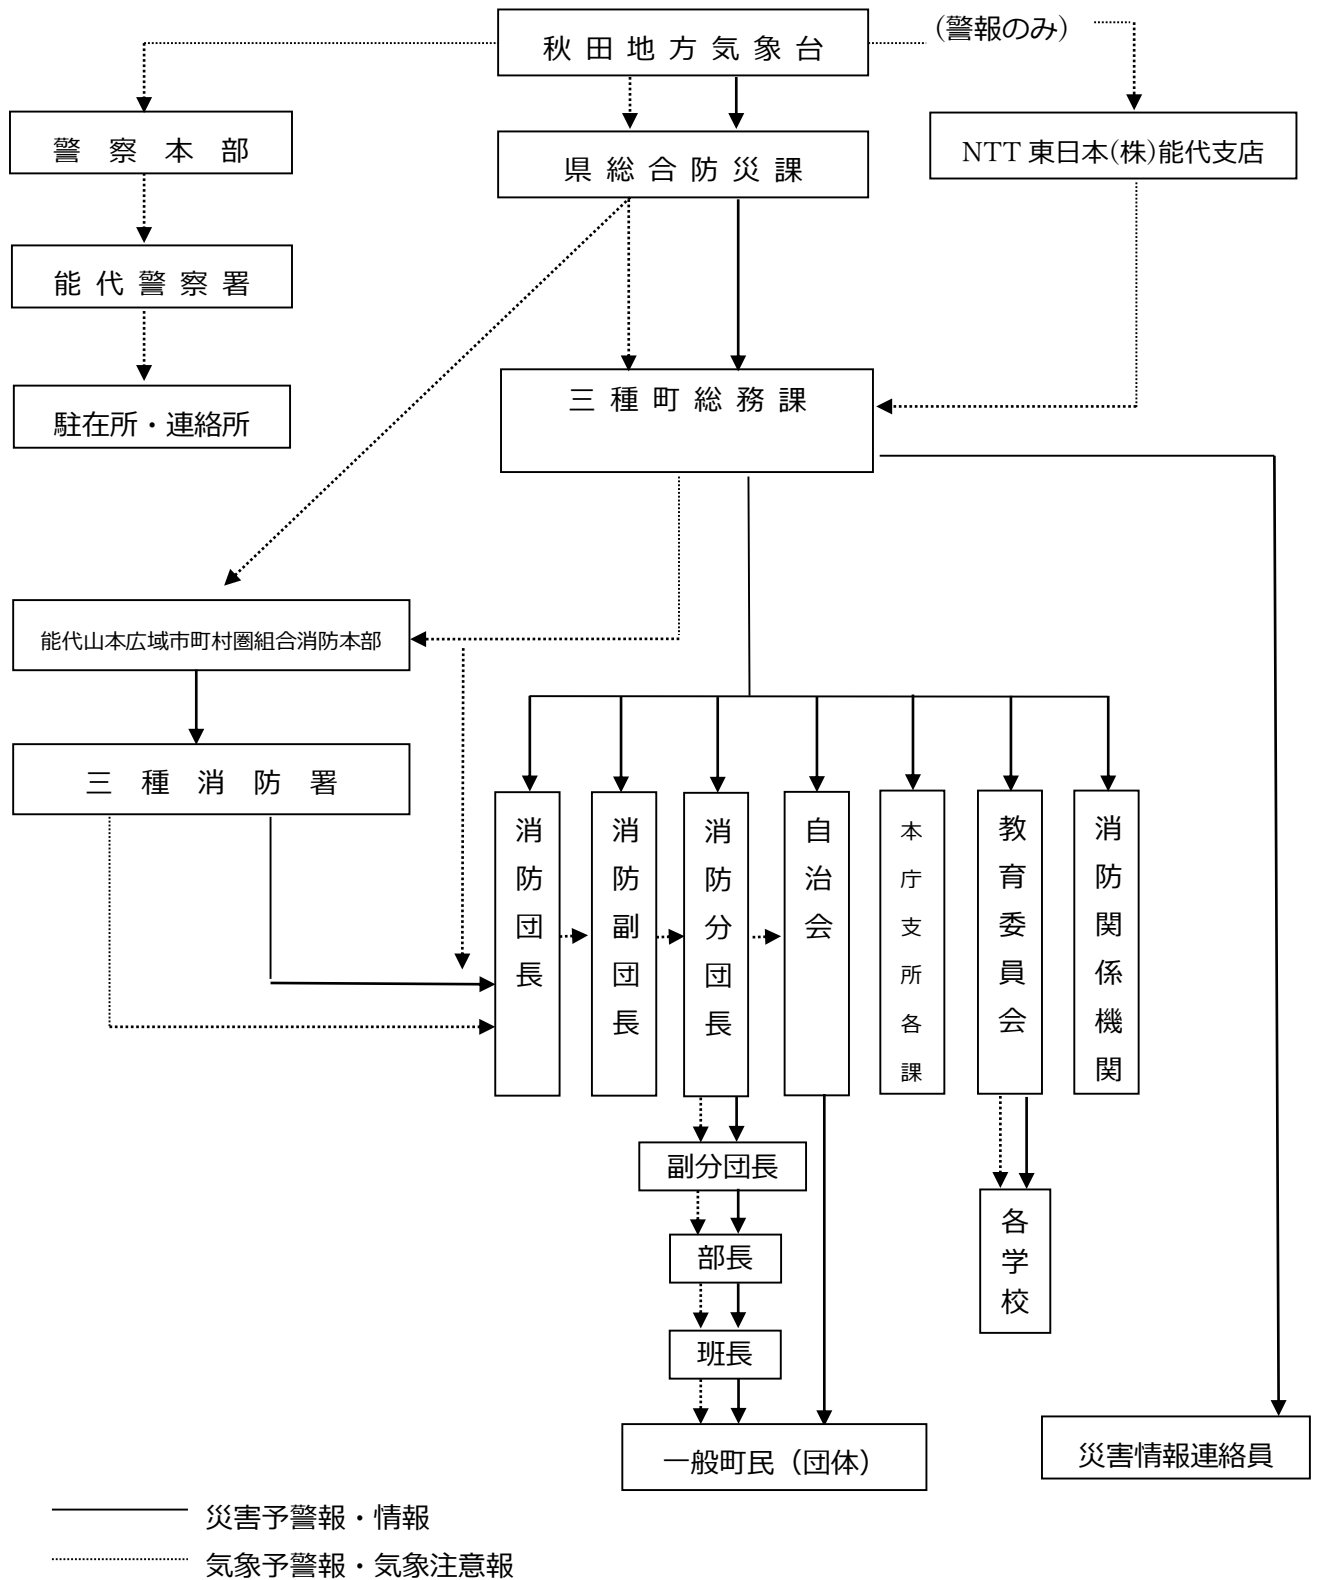 秋田地方気象台
(警報のみ)
警察本部
県総合防災課
NTT 東日本(株)能代支店
能代警察署
駐在所・連絡所
三種町総務課
能代山本広域市町村圏組合消防本部
三種消防署
消防団長
消防副団長
消防分団長
自治会
本庁支所各課
教育委員会
消防関係機関
副分団長
部長
班長
各学校
一般町民（団体）
災害情報連絡員
災害予警報・情報
気象予警報・気象注意報